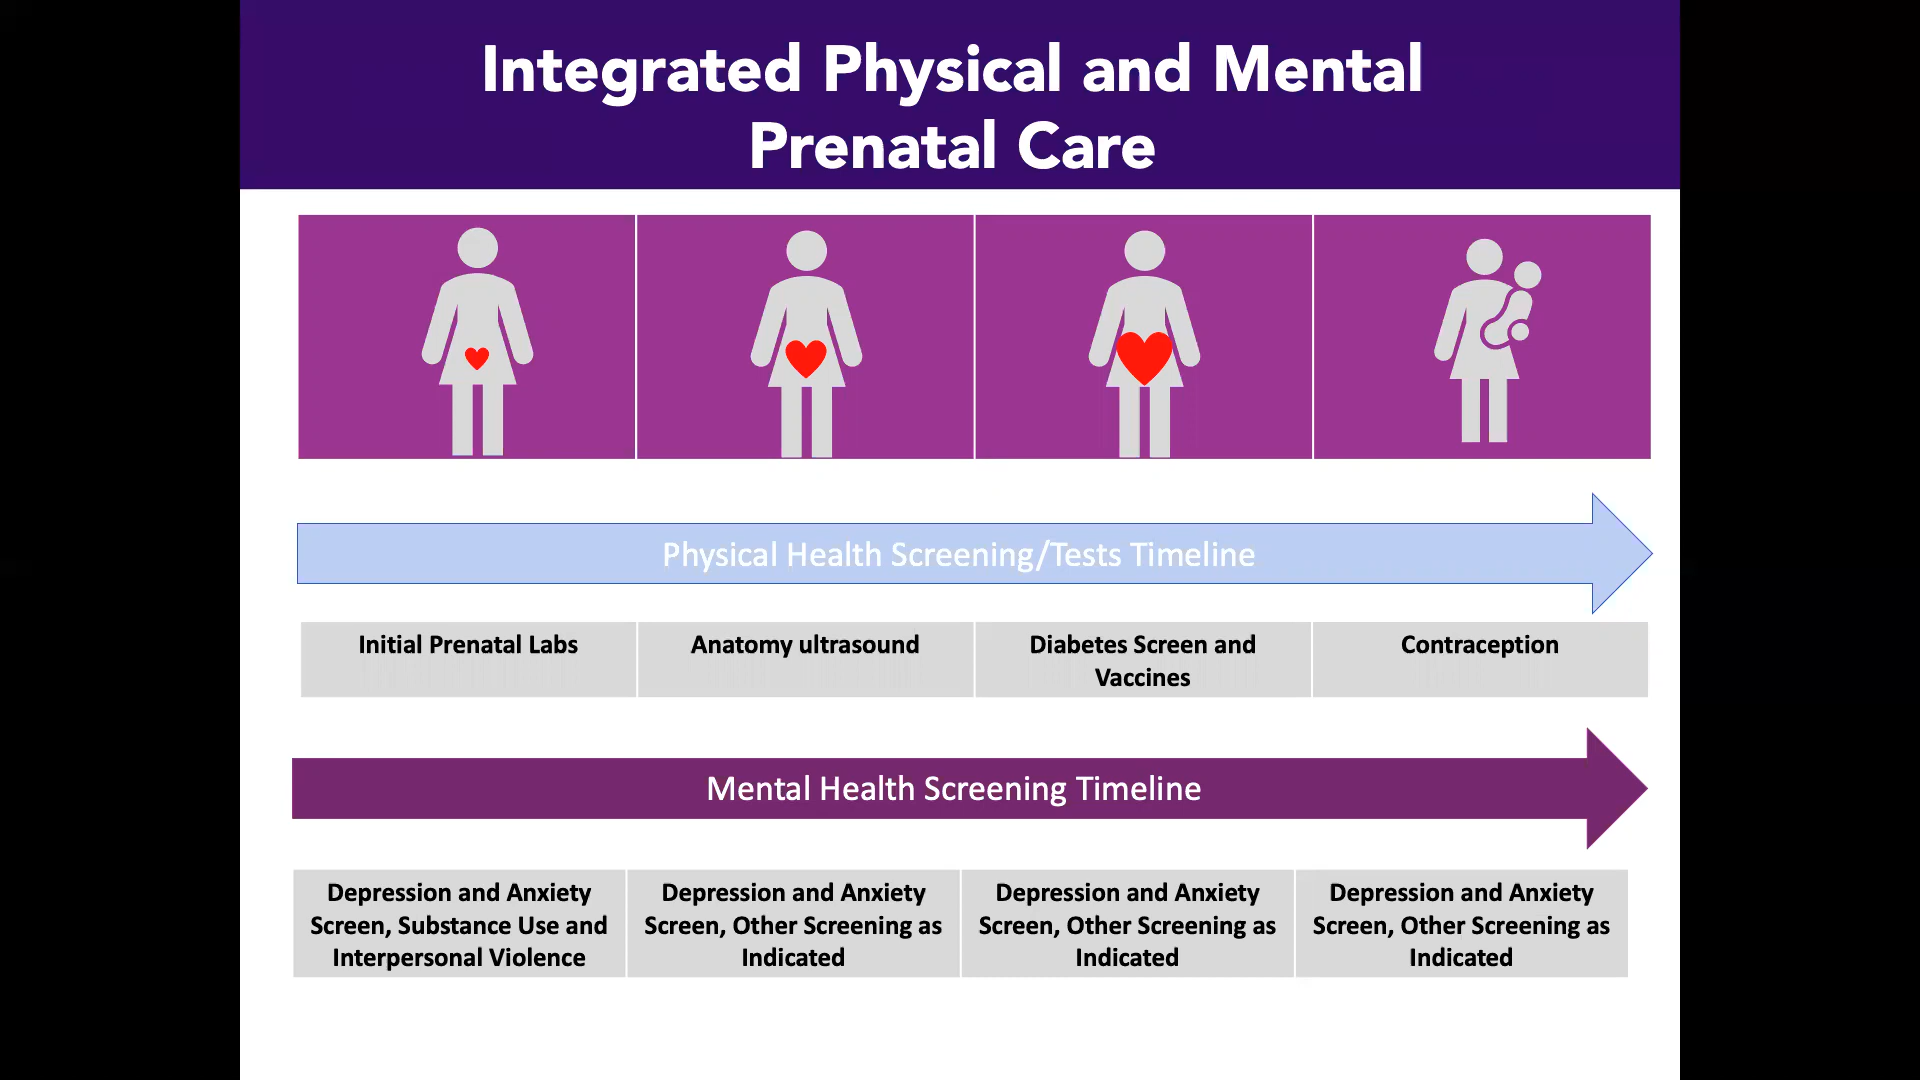 Integrated Physical and Mental
Prenatal Care
Physical Health Screening/Tests Timeline
Initial Prenatal Labs
Anatomy ultrasound
Diabetes Screen and
Vaccines
Contraception
Mental Health Screening Timeline
Depression and Anxiety
Screen, Substance Use and
Interpersonal Violence
Depression and Anxiety
Screen, Other Screening as
Indicated
Depression and Anxiety
Screen, Other Screening as
Indicated
Depression and Anxiety
Screen, Other Screening as
Indicated